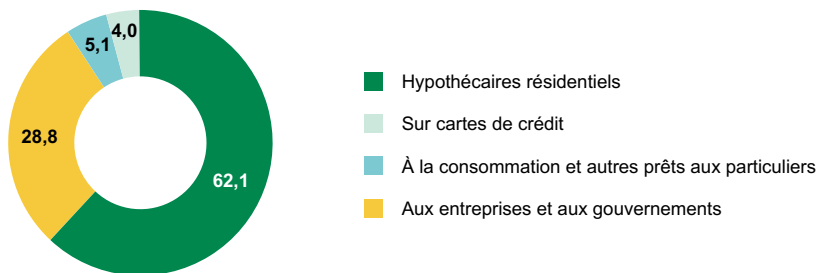 4,0
5,1
28,8
62,1
Hypothécaires résidentiels
Sur cartes de crédit
À la consommation et autres prêts aux particuliers
Aux entreprises et aux gouvernements